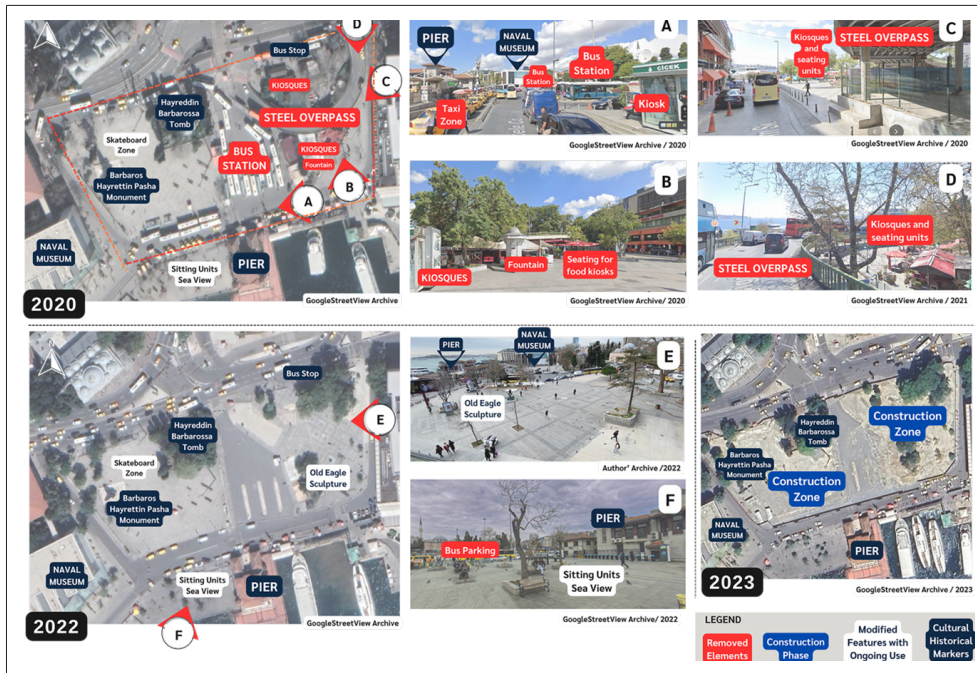 D
Bus Stop
C
KIOSQUES
Hayreddin
Barbarossa
Tomb
STEEL OVERPASS
Skateboard
Zone
BUS
STATION
KIOSQUES
Fountain
Barbaros
Hayrettin Pasha
Monument
B
A
NAVAL
MUSEUM
Sitting Units
Sea View
PIER
2020
GoogleStreetView Archive
A
PIER
NAVAL
MUSEUM
Bus
Station
Bus
Station
Taxi
Zone
Kiosk
ÇİÇEK
GoogleStreetView Archive / 2020
C
Kiosques
and
seating
units
STEEL OVERPASS
GoogleStreetView Archive / 2020
B
KIOSQUES
Fountain
Seating for
food kiosks
GoogleStreetView Archive/ 2020
D
Kiosques and
seating units
STEEL OVERPASS
GoogleStreetView Archive / 2021
Bus Stop
E
Hayreddin
Barbarossa
Tomb
Skateboard
Zone
Old Eagle
Sculpture
Barbaros
Hayrettin Pasha
Monument
NAVAL
MUSEUM
Sitting Units
Sea View
PIER
2022
F
GoogleStreetView Archive
E
PIER
NAVAL
MUSEUM
Old Eagle
Sculpture
Author' Archive /2022
F
PIER
Bus Parking
Sitting Units
Sea View
GoogleStreetView Archive/ 2022
Hayreddin
Barbarossa
Tomb
Construction
Zone
Barbaros
Hayrettin Pasha
Monument
Construction
Zone
NAVAL
MUSEUM
PIER
2023
GoogleStreetView Archive / 2023
LEGEND
Removed
Elements
Construction
Phase
Modified
Features with
Ongoing Use
Cultural
Historical
Markers